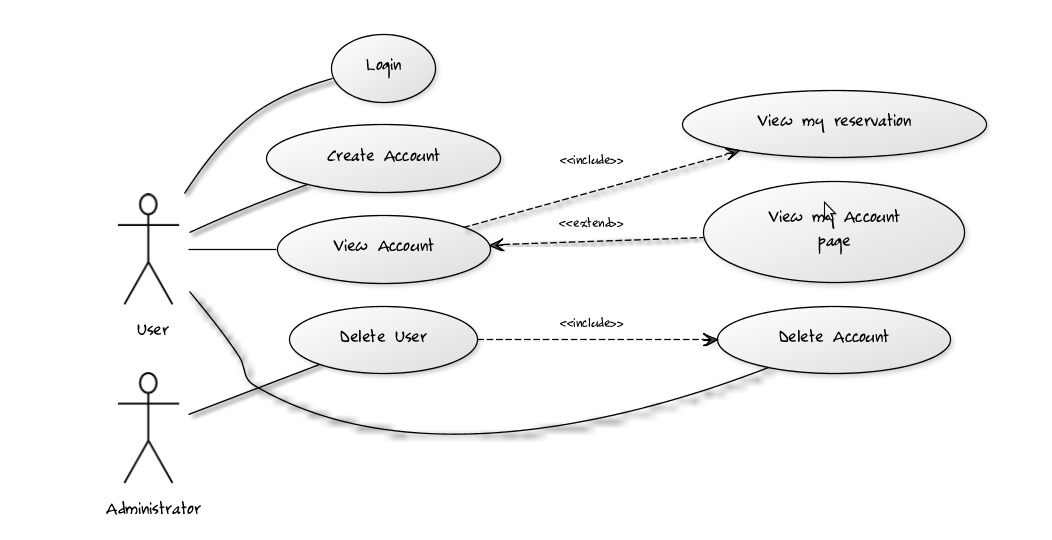 Login
Create Account
View my reservation
<<include>>
<<extend>>
View my Account
page
View Account
Delete User
<<include>>
Delete Account
User
Administrator